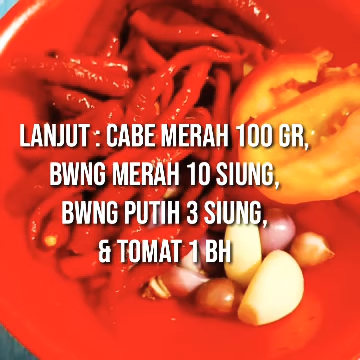 LANJUT : CABE MERAH 100 GR,
BWNG MERAH 10 SIUNG,
BWNG PUTIH 3 SIUNG,
& TOMAT 1 BH